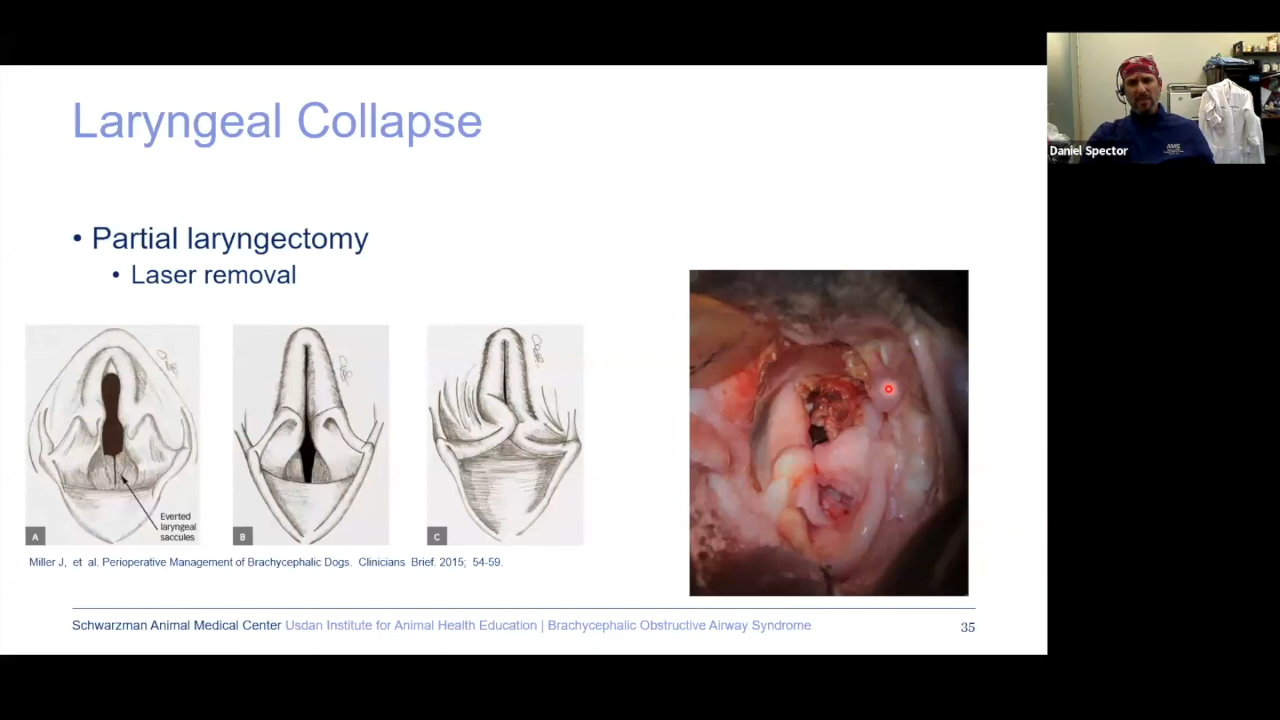 Laryngeal Collapse
• Partial laryngectomy
• Laser removal
Everted
laryngeal
saccules
A
B
C
Miller J, et al. Perioperative Management of Brachycephalic Dogs. Clinicians Brief. 2015; 54-59.
Schwarzman Animal Medical Center Usdan Institute for Animal Health Education | Brachycephalic Obstructive Airway Syndrome
35
Daniel Spector
AMC